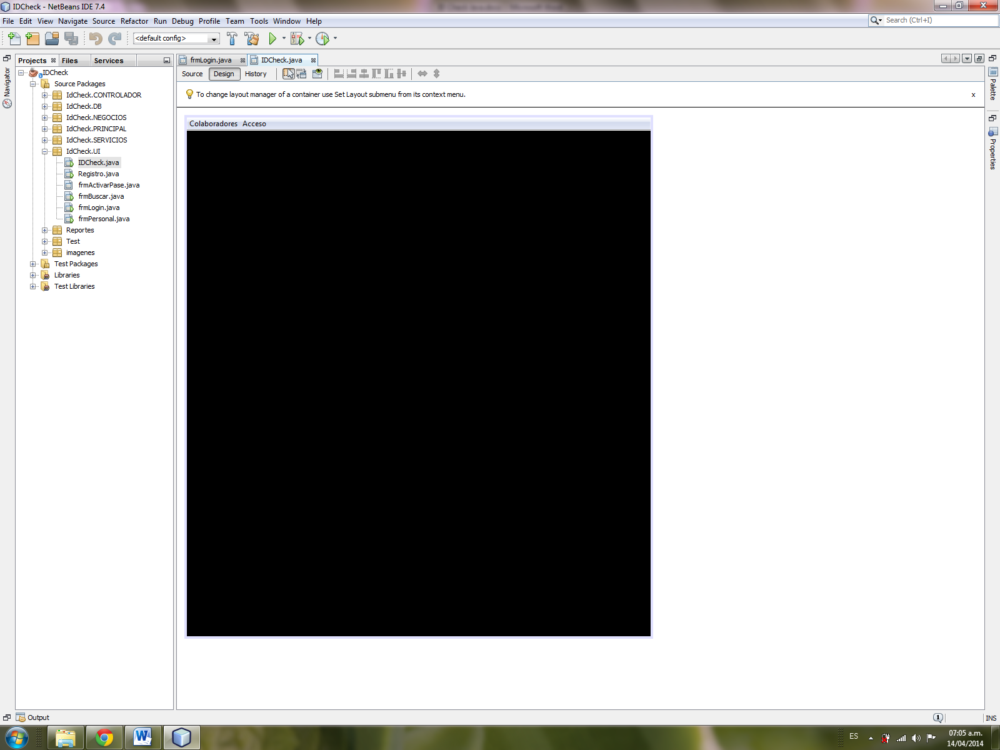 IDCheck - NetBeans IDE 7.4
File Edit View Navigate Source Refactor Run Debug Profile Team Tools Window Help
Search (Ctrl+I)
<default config>
Navigator
Projects Files Services
IDCheck
Source Packages
IdCheck.CONTROLADOR
IdCheck.DB
IdCheck.NEGOCIOS
IdCheck.PRINCIPAL
IdCheck.SERVICIOS
IdCheck.UI
IDCheck.java
Registro.java
frmActivarPase.java
frmBuscar.java
frmLogin.java
frmPersonal.java
Reportes
Test
imagenes
Test Packages
Libraries
Test Libraries
frmLogin.java IDCheck.java
Source Design History
To change layout manager of a container use Set Layout submenu from its context menu.
x
Colaboradores Acceso
Palette
Properties
Output
1
INS
ES
07:05 a.m.
14/04/2014